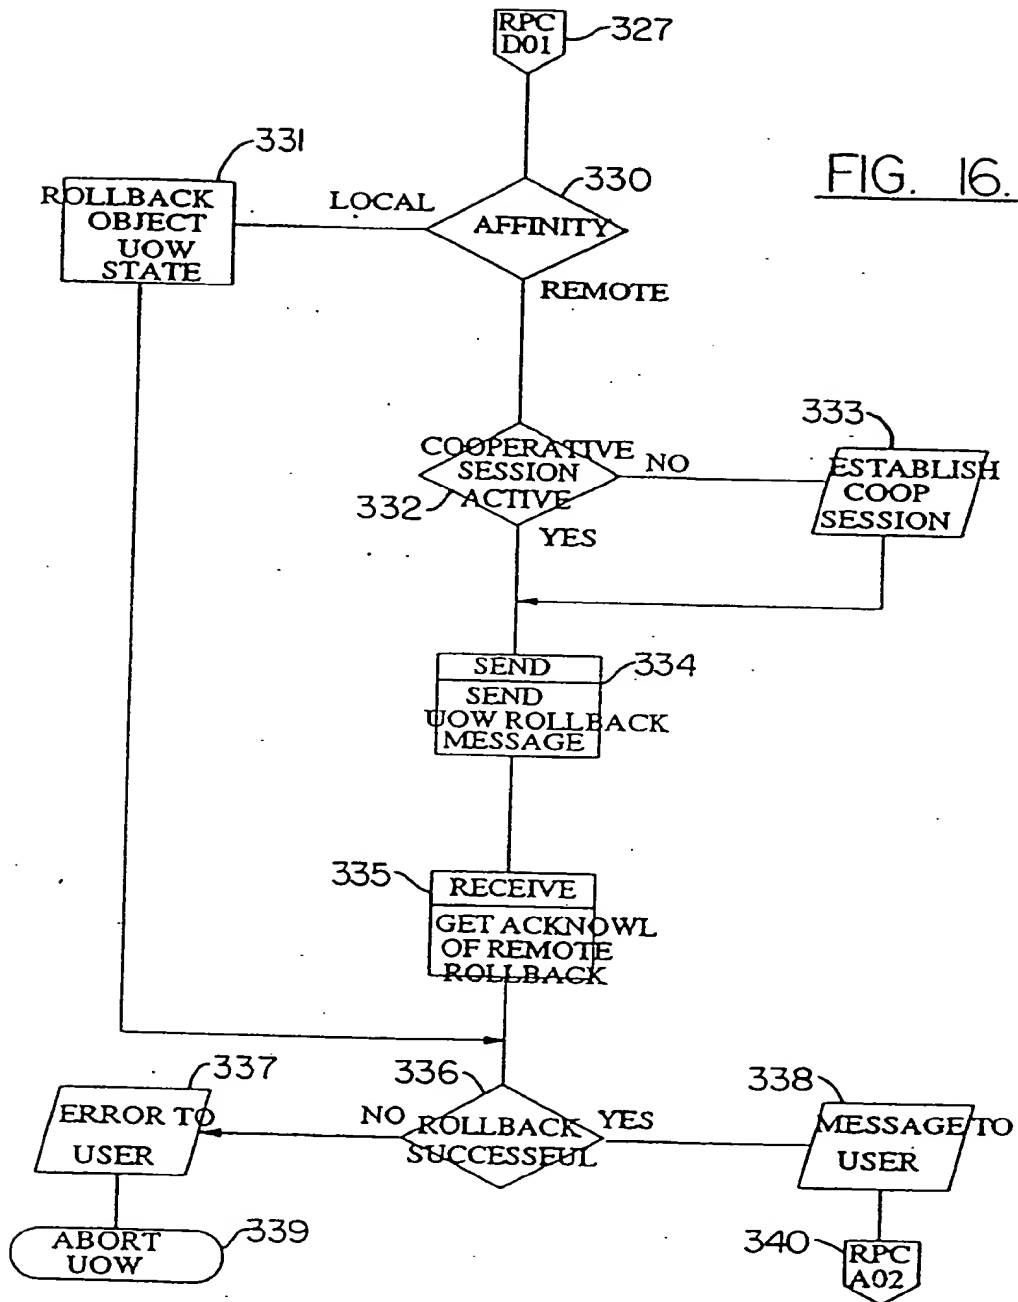 RPC
D01
327
FIG. 16.
331
ROLLBACK
OBJECT
UOW
STATE
LOCAL
330
AFFINITY
REMOTE
333
COOPERATIVE
SESSION
ACTIVE
332
NO
ESTABLISH
COOP
SESSION
YES
SEND
334
SEND
UOW ROLLBACK
MESSAGE
335
RECEIVE
GET ACKNOWL
OF REMOTE
ROLLBACK
337
336
338
ERROR TO
USER
NO
ROLLBACK
SUCCESSFUL
YES
MESSAGE TO
USER
ABORT
UOW
339
340
RPC
A02